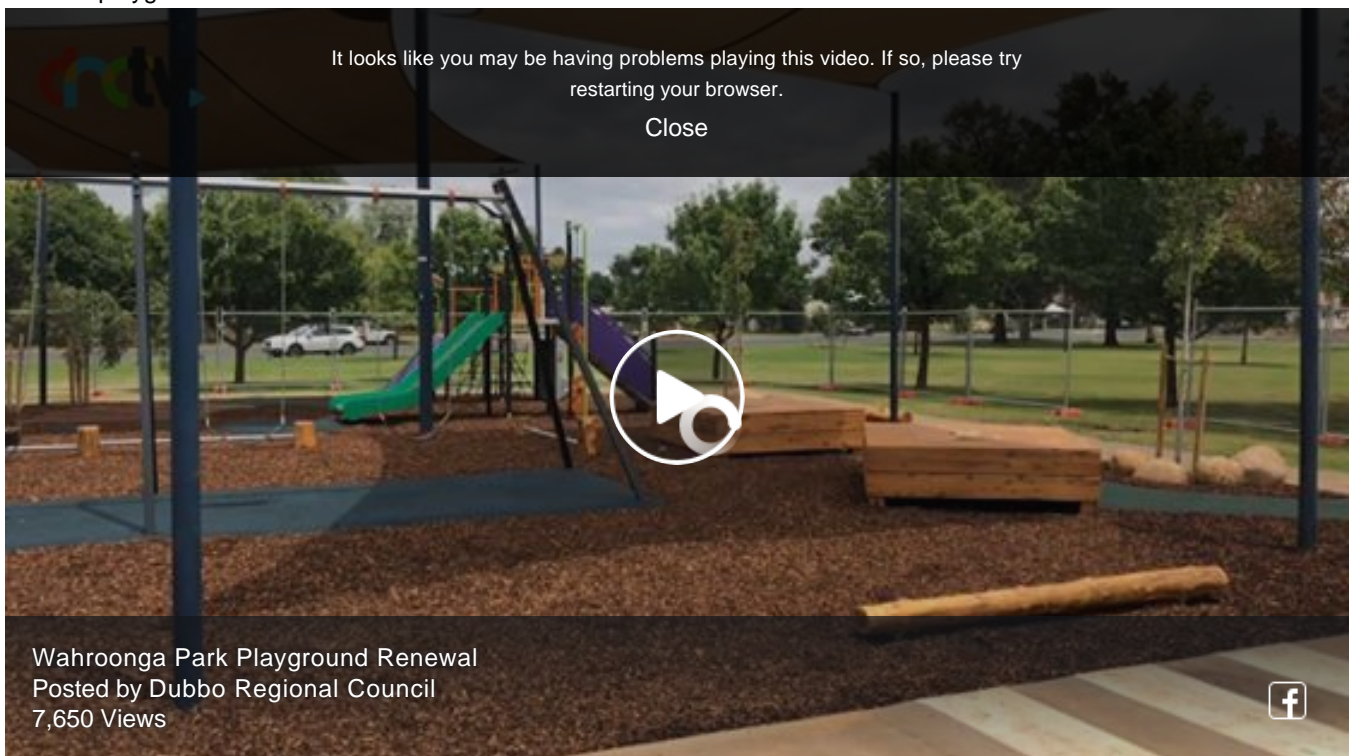 It looks like you may be having problems playing this video. If so, please try
restarting your browser.
Close
Wahroonga Park Playground Renewal
Posted by Dubbo Regional Council
7,650 Views